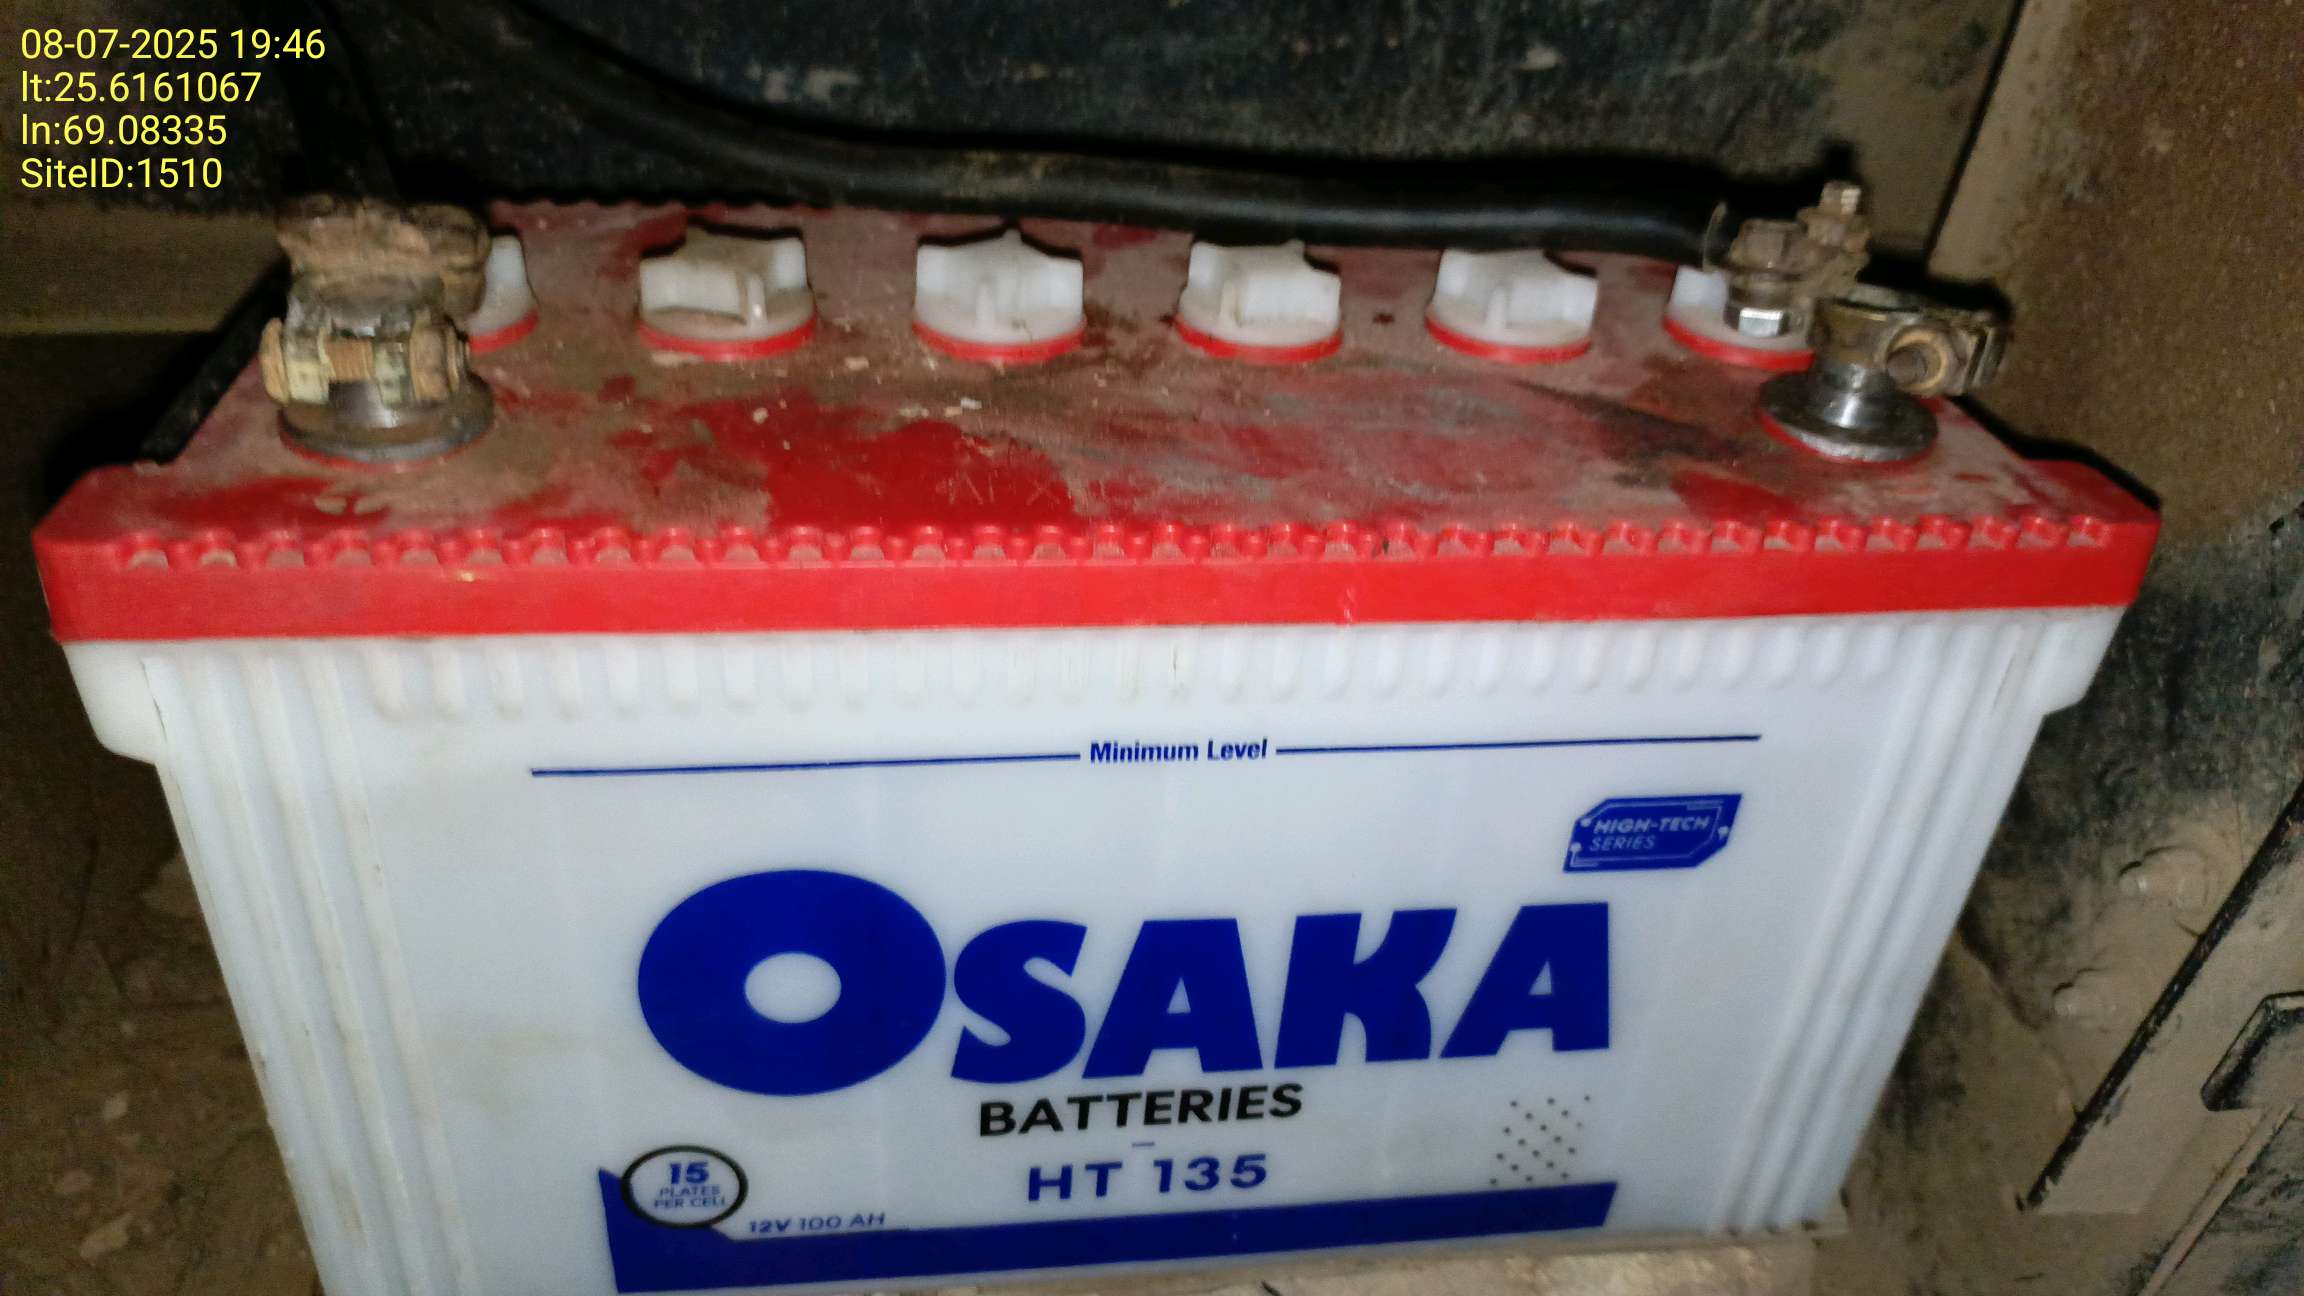 08-07-2025 19:46
lt:25.6161067
ln:69.08335
SiteID:1510
Minimum Level
HIGH-TECH
SERIES
OSAKA
BATTERIES
HT 135
15
PLATES
PER CELL
12V 100 AH